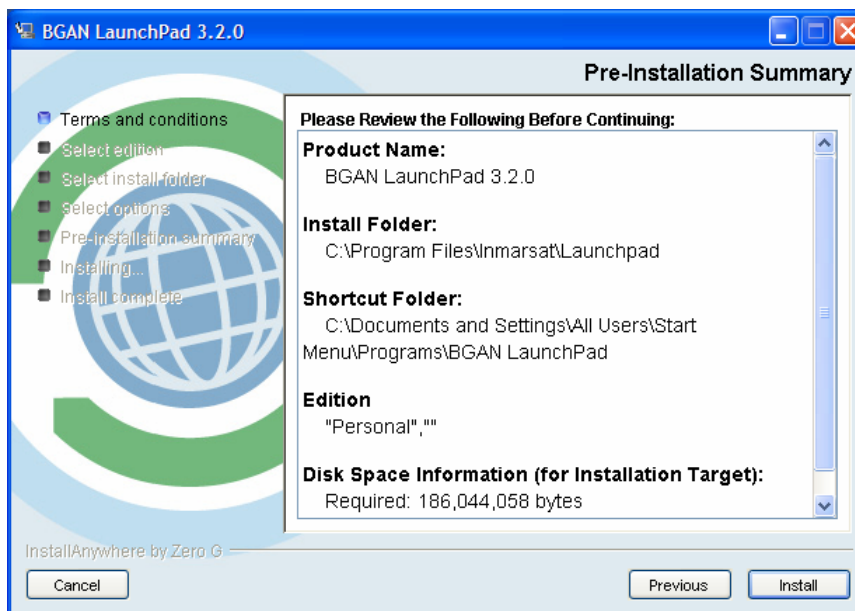 BGAN LaunchPad 3.2.0
Pre-Installation Summary
Terms and conditions
Select edition
Select install folder
Select options
Pre-installation summary
Installing...
Install complete
Please Review the Following Before Continuing:
Product Name:
BGAN LaunchPad 3.2.0
Install Folder:
C:\Program Files\Inmarsat\Launchpad
Shortcut Folder:
C:\Documents and Settings\All Users\Start
Menu\Programs\BGAN LaunchPad
Edition
"Personal",""
Disk Space Information (for Installation Target):
Required: 186,044,058 bytes
InstallAnywhere by Zero G
Cancel
Previous
Install